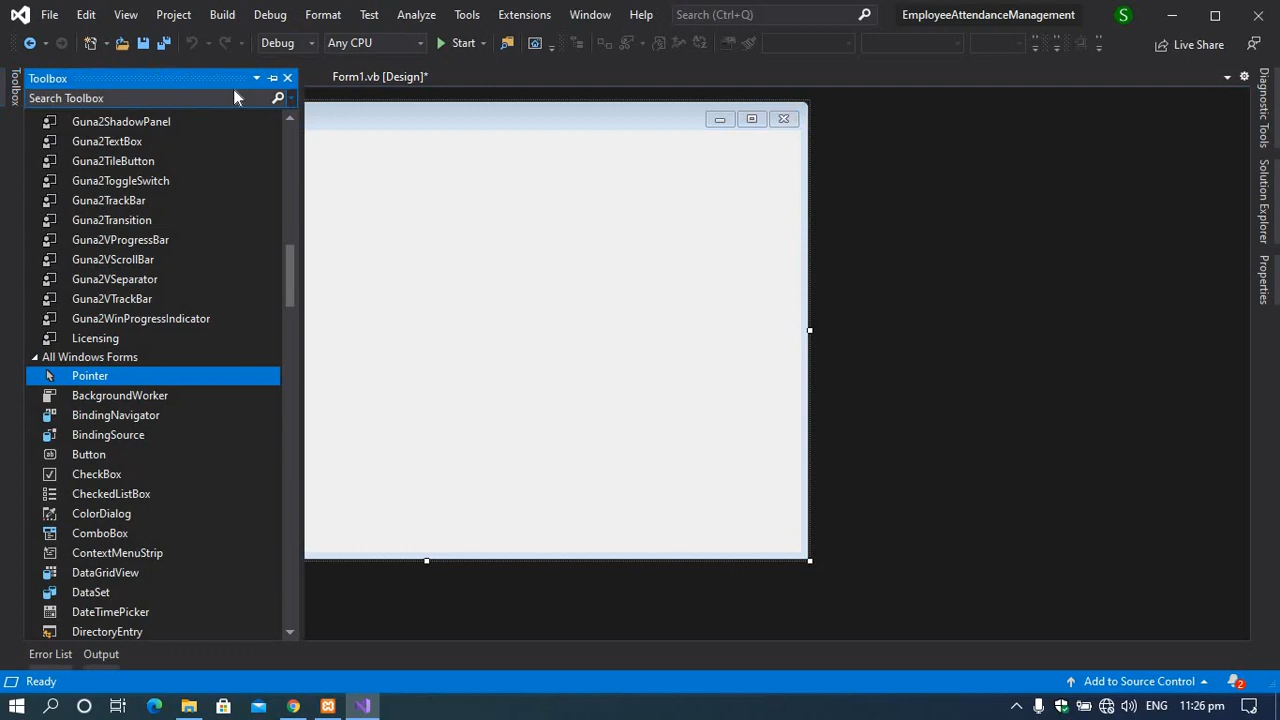 File Edit View Project Build Debug Format Test Analyze Tools Extensions Window Help Search (Ctrl+Q) EmployeeAttendanceManagement S
Debug Any CPU Start Live Share
Toolbox
Toolbox Form1.vb [Design]*
Search Toolbox
Guna2ShadowPanel
Guna2TextBox
Guna2TileButton
Guna2ToggleSwitch
Guna2TrackBar
Guna2Transition
Guna2VProgressBar
Guna2VScrollBar
Guna2VSeparator
Guna2VTrackBar
Guna2WinProgressIndicator
Licensing
All Windows Forms
Pointer
BackgroundWorker
BindingNavigator
BindingSource
Button
CheckBox
CheckedListBox
ColorDialog
ComboBox
ContextMenuStrip
DataGridView
DataSet
DateTimePicker
DirectoryEntry
Diagnostic Tools
Solution Explorer
Properties
Error List Output
Ready Add to Source Control 2
ENG 11:26 pm